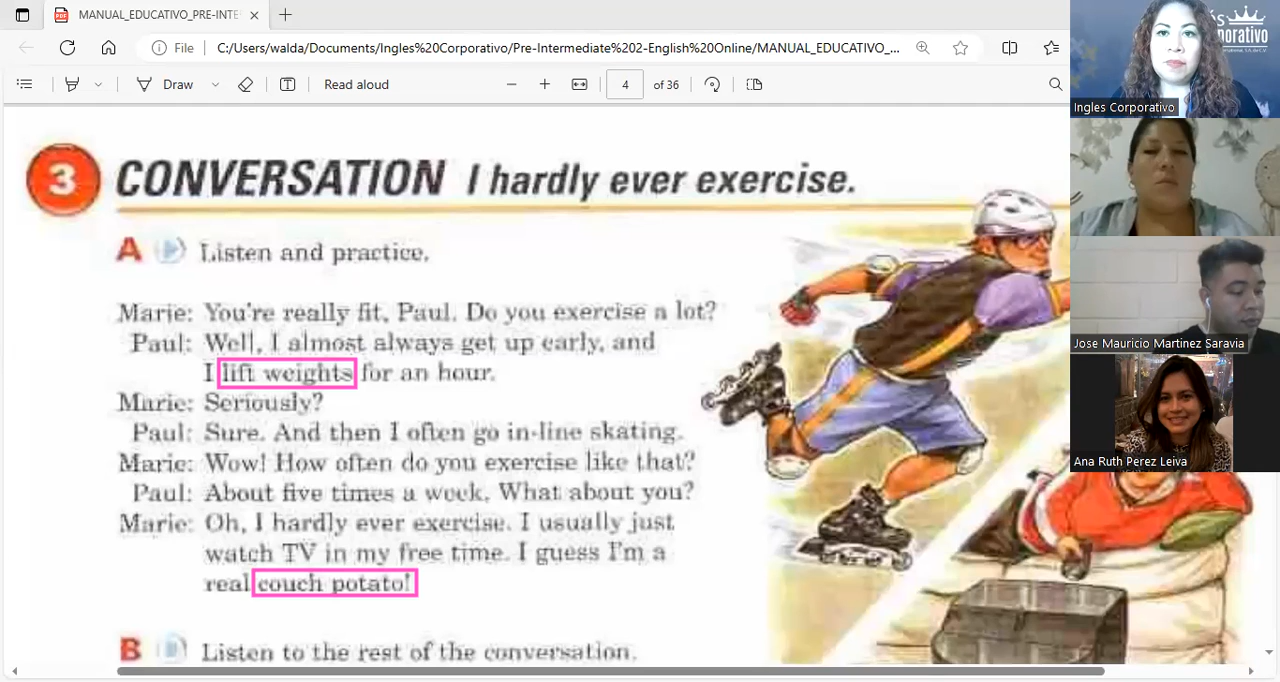 MANUAL_EDUCATIVO_PRE-INTE
File
C:/Users/walda/Documents/Ingles%20Corporativo/Pre-Intermediate%202-English%20Online/MANUAL_EDUCATIVO_...
Draw
Read aloud
4 of 36
3 CONVERSATION I hardly ever exercise.
A Listen and practice.
Marie: You're really fit, Paul. Do you exercise a lot?
Paul: Well, I almost always get up early, and
I lift weights for an hour.
Marie: Seriously?
Paul: Sure. And then I often go in-line skating.
Marie: Wow! How often do you exercise like that?
Paul: About five times a week. What about you?
Marie: Oh, I hardly ever exercise. I usually just
watch TV in my free time. I guess I'm a
real couch potato!
B Listen to the rest of the conversation.
Ingles Corporativo
Jose Mauricio Martinez Saravia
Ana Ruth Perez Leiva